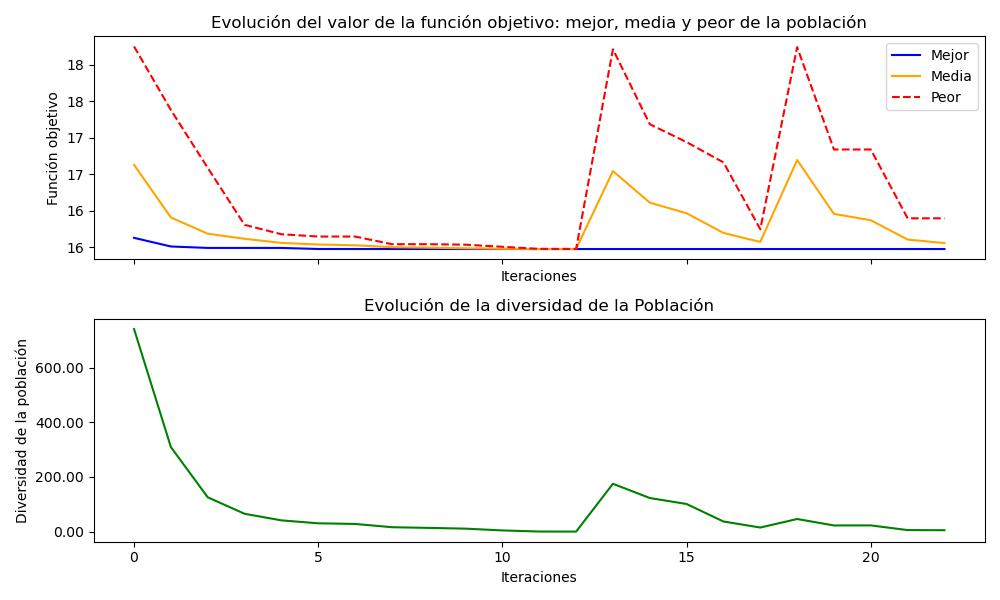 Evolución del valor de la función objetivo: mejor, media y peor de la población
Función objetivo
18
18
17
17
16
16
Mejor
Media
Peor
Iteraciones
Evolución de la diversidad de la Población
Diversidad de la población
600.00
400.00
200.00
0.00
0 5 10 15 20
Iteraciones